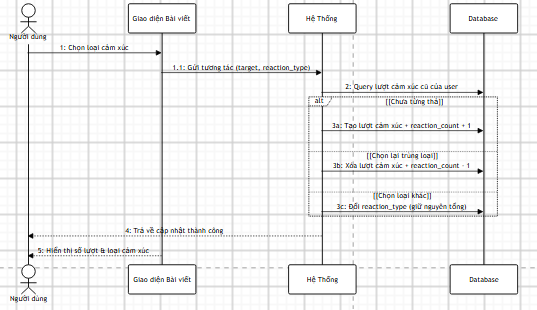 Giao diện Bài viết
Hệ Thống
Database
Người dùng
1: Chọn loại cảm xúc
1.1: Gửi tương tác (target, reaction_type)
2: Query lượt cảm xúc cũ của user
alt
[[Chưa từng thả]]
3a: Tạo lượt cảm xúc + reaction_count + 1
[[Chọn lại trùng loại]]
3b: Xóa lượt cảm xúc + reaction_count - 1
[[Chọn loại khác]]
3c: Đổi reaction_type (giữ nguyên tổng)
4: Trả về cập nhật thành công
5: Hiển thị số lượt & loại cảm xúc
Giao diện Bài viết
Hệ Thống
Database
Người dùng